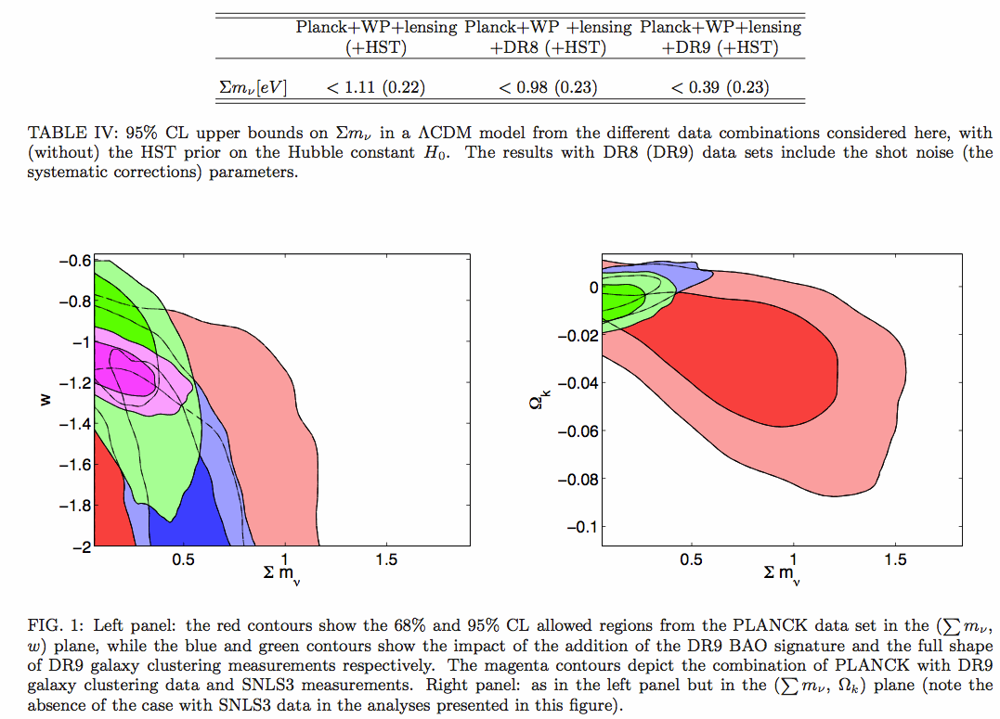 Planck+WP+lensing Planck+WP +lensing Planck+WP+lensing
(+HST) +DR8 (+HST) +DR9 (+HST)
Σmν[eV] < 1.11 (0.22) < 0.98 (0.23) < 0.39 (0.23)
TABLE IV: 95% CL upper bounds on Σmν in a ΛCDM model from the different data combinations considered here, with
(without) the HST prior on the Hubble constant H0. The results with DR8 (DR9) data sets include the shot noise (the
systematic corrections) parameters.
−0.6
−0.8
−1
−1.2
−1.4
−1.6
−1.8
−2
w
0.5 1 1.5
Σ mν
0
−0.02
−0.04
−0.06
−0.08
−0.1
Ωk
0.5 1 1.5
Σ mν
FIG. 1: Left panel: the red contours show the 68% and 95% CL allowed regions from the PLANCK data set in the (∑ mν,
w) plane, while the blue and green contours show the impact of the addition of the DR9 BAO signature and the full shape
of DR9 galaxy clustering measurements respectively. The magenta contours depict the combination of PLANCK with DR9
galaxy clustering data and SNLS3 measurements. Right panel: as in the left panel but in the (∑ mν, Ωk) plane (note the
absence of the case with SNLS3 data in the analyses presented in this figure).